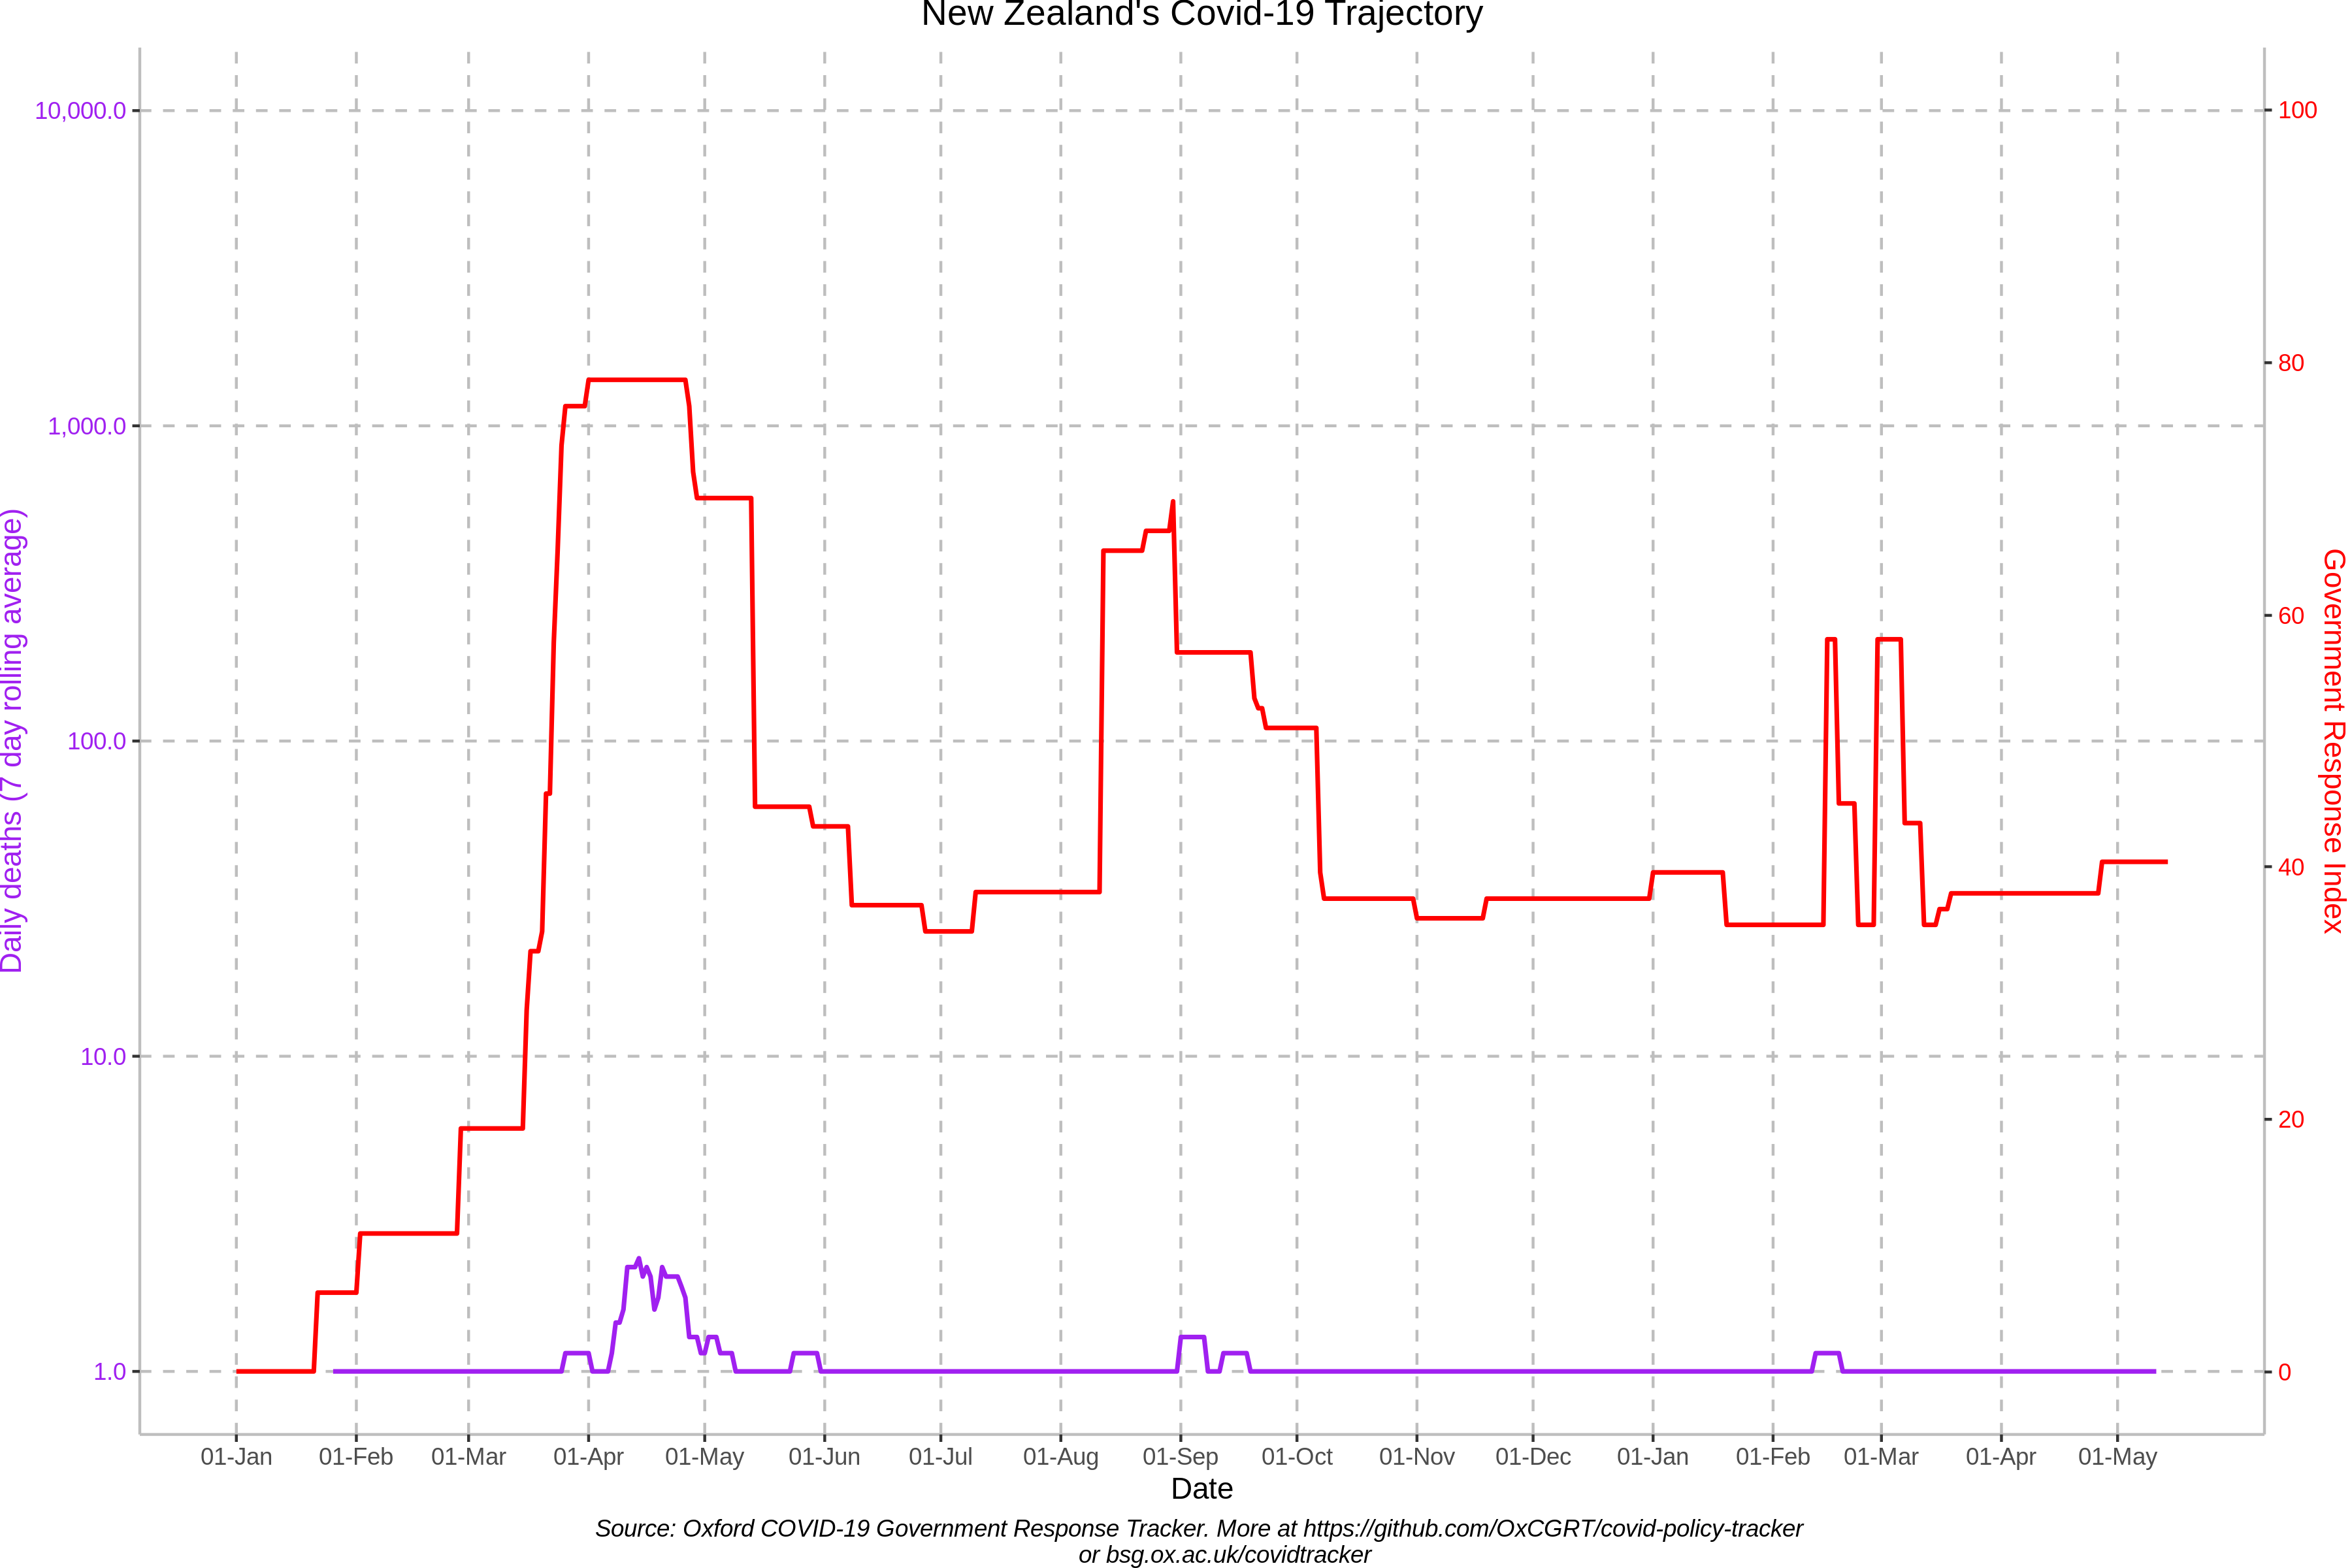 New Zealand's Covid-19 Trajectory
10,000.0
1,000.0
100.0
10.0
1.0
Daily deaths (7 day rolling average)
100
80
60
40
20
0
Government Response Index
01-Jan 01-Feb 01-Mar 01-Apr 01-May 01-Jun 01-Jul 01-Aug 01-Sep 01-Oct 01-Nov 01-Dec 01-Jan 01-Feb 01-Mar 01-Apr 01-May
Date
Source: Oxford COVID-19 Government Response Tracker. More at https://github.com/OxCGRT/covid-policy-tracker
or bsg.ox.ac.uk/covidtracker